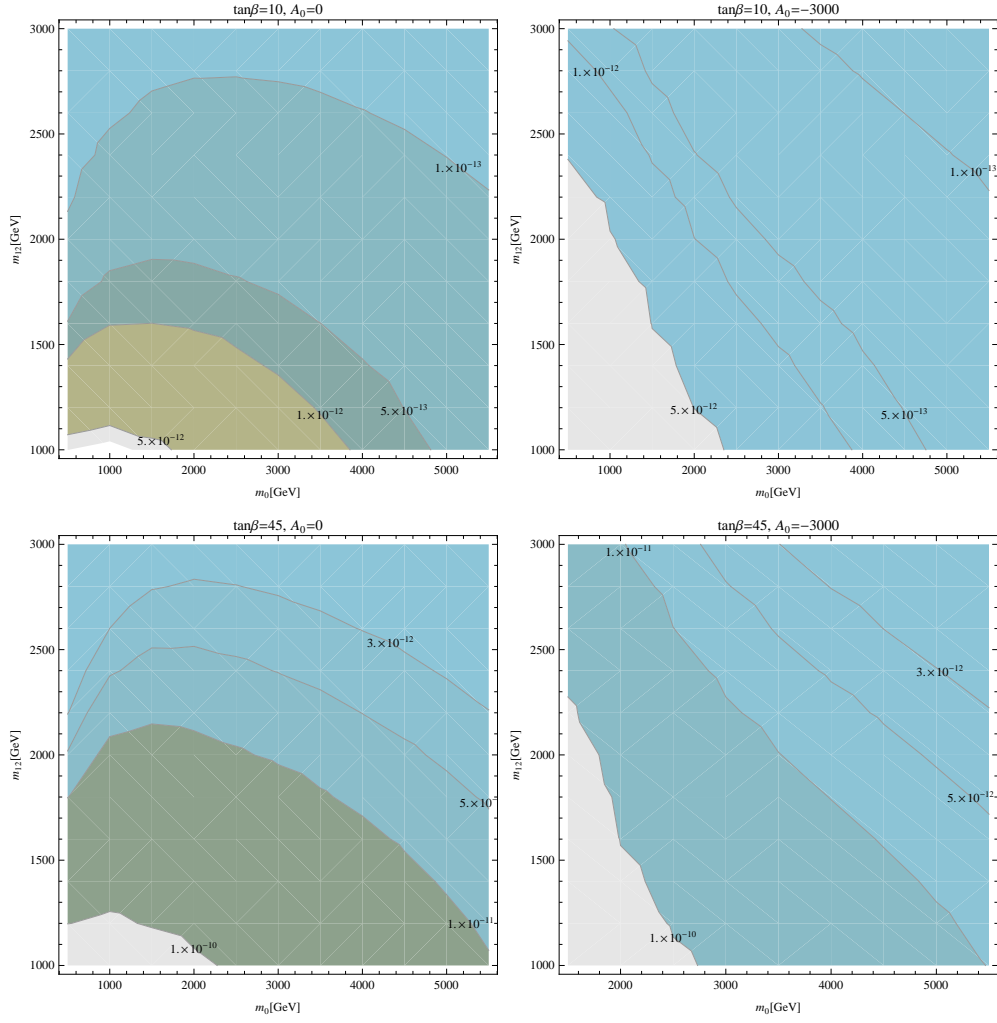 tanβ=10, A₀=0
3000
2500
2000
1500
1000
m₁₂[GeV]
1.×10⁻¹³
5.×10⁻¹³
1.×10⁻¹²
5.×10⁻¹²
1000 2000 3000 4000 5000
m₀[GeV]
tanβ=10, A₀=−3000
3000
2500
2000
1500
1000
m₁₂[GeV]
1.×10⁻¹²
1.×10⁻¹³
5.×10⁻¹²
5.×10⁻¹³
1000 2000 3000 4000 5000
m₀[GeV]
tanβ=45, A₀=0
3000
2500
2000
1500
1000
m₁₂[GeV]
3.×10⁻¹²
5.×10⁻
1.×10⁻¹¹
1.×10⁻¹⁰
1000 2000 3000 4000 5000
m₀[GeV]
tanβ=45, A₀=−3000
3000
2500
2000
1500
1000
m₁₂[GeV]
1.×10⁻¹¹
3.×10⁻¹²
5.×10⁻¹²
1.×10⁻¹⁰
2000 3000 4000 5000
m₀[GeV]